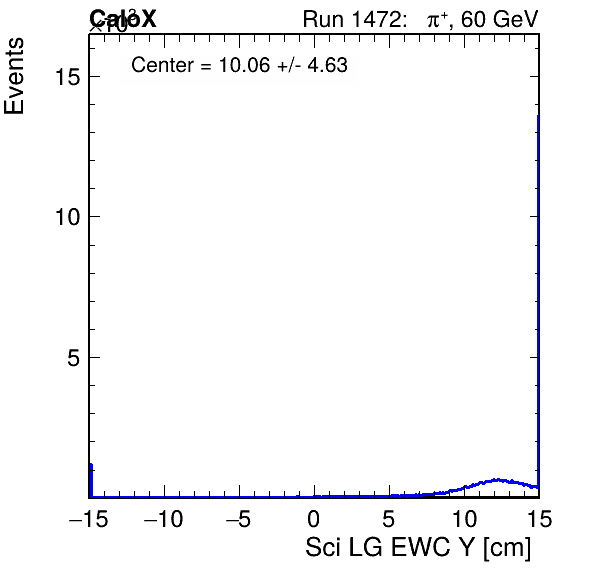 CaloX Run 1472: π⁺, 60 GeV
×10³
Center = 10.06 +/- 4.63
Events
15
10
5
−15 −10 −5 0 5 10 15
Sci LG EWC Y [cm]